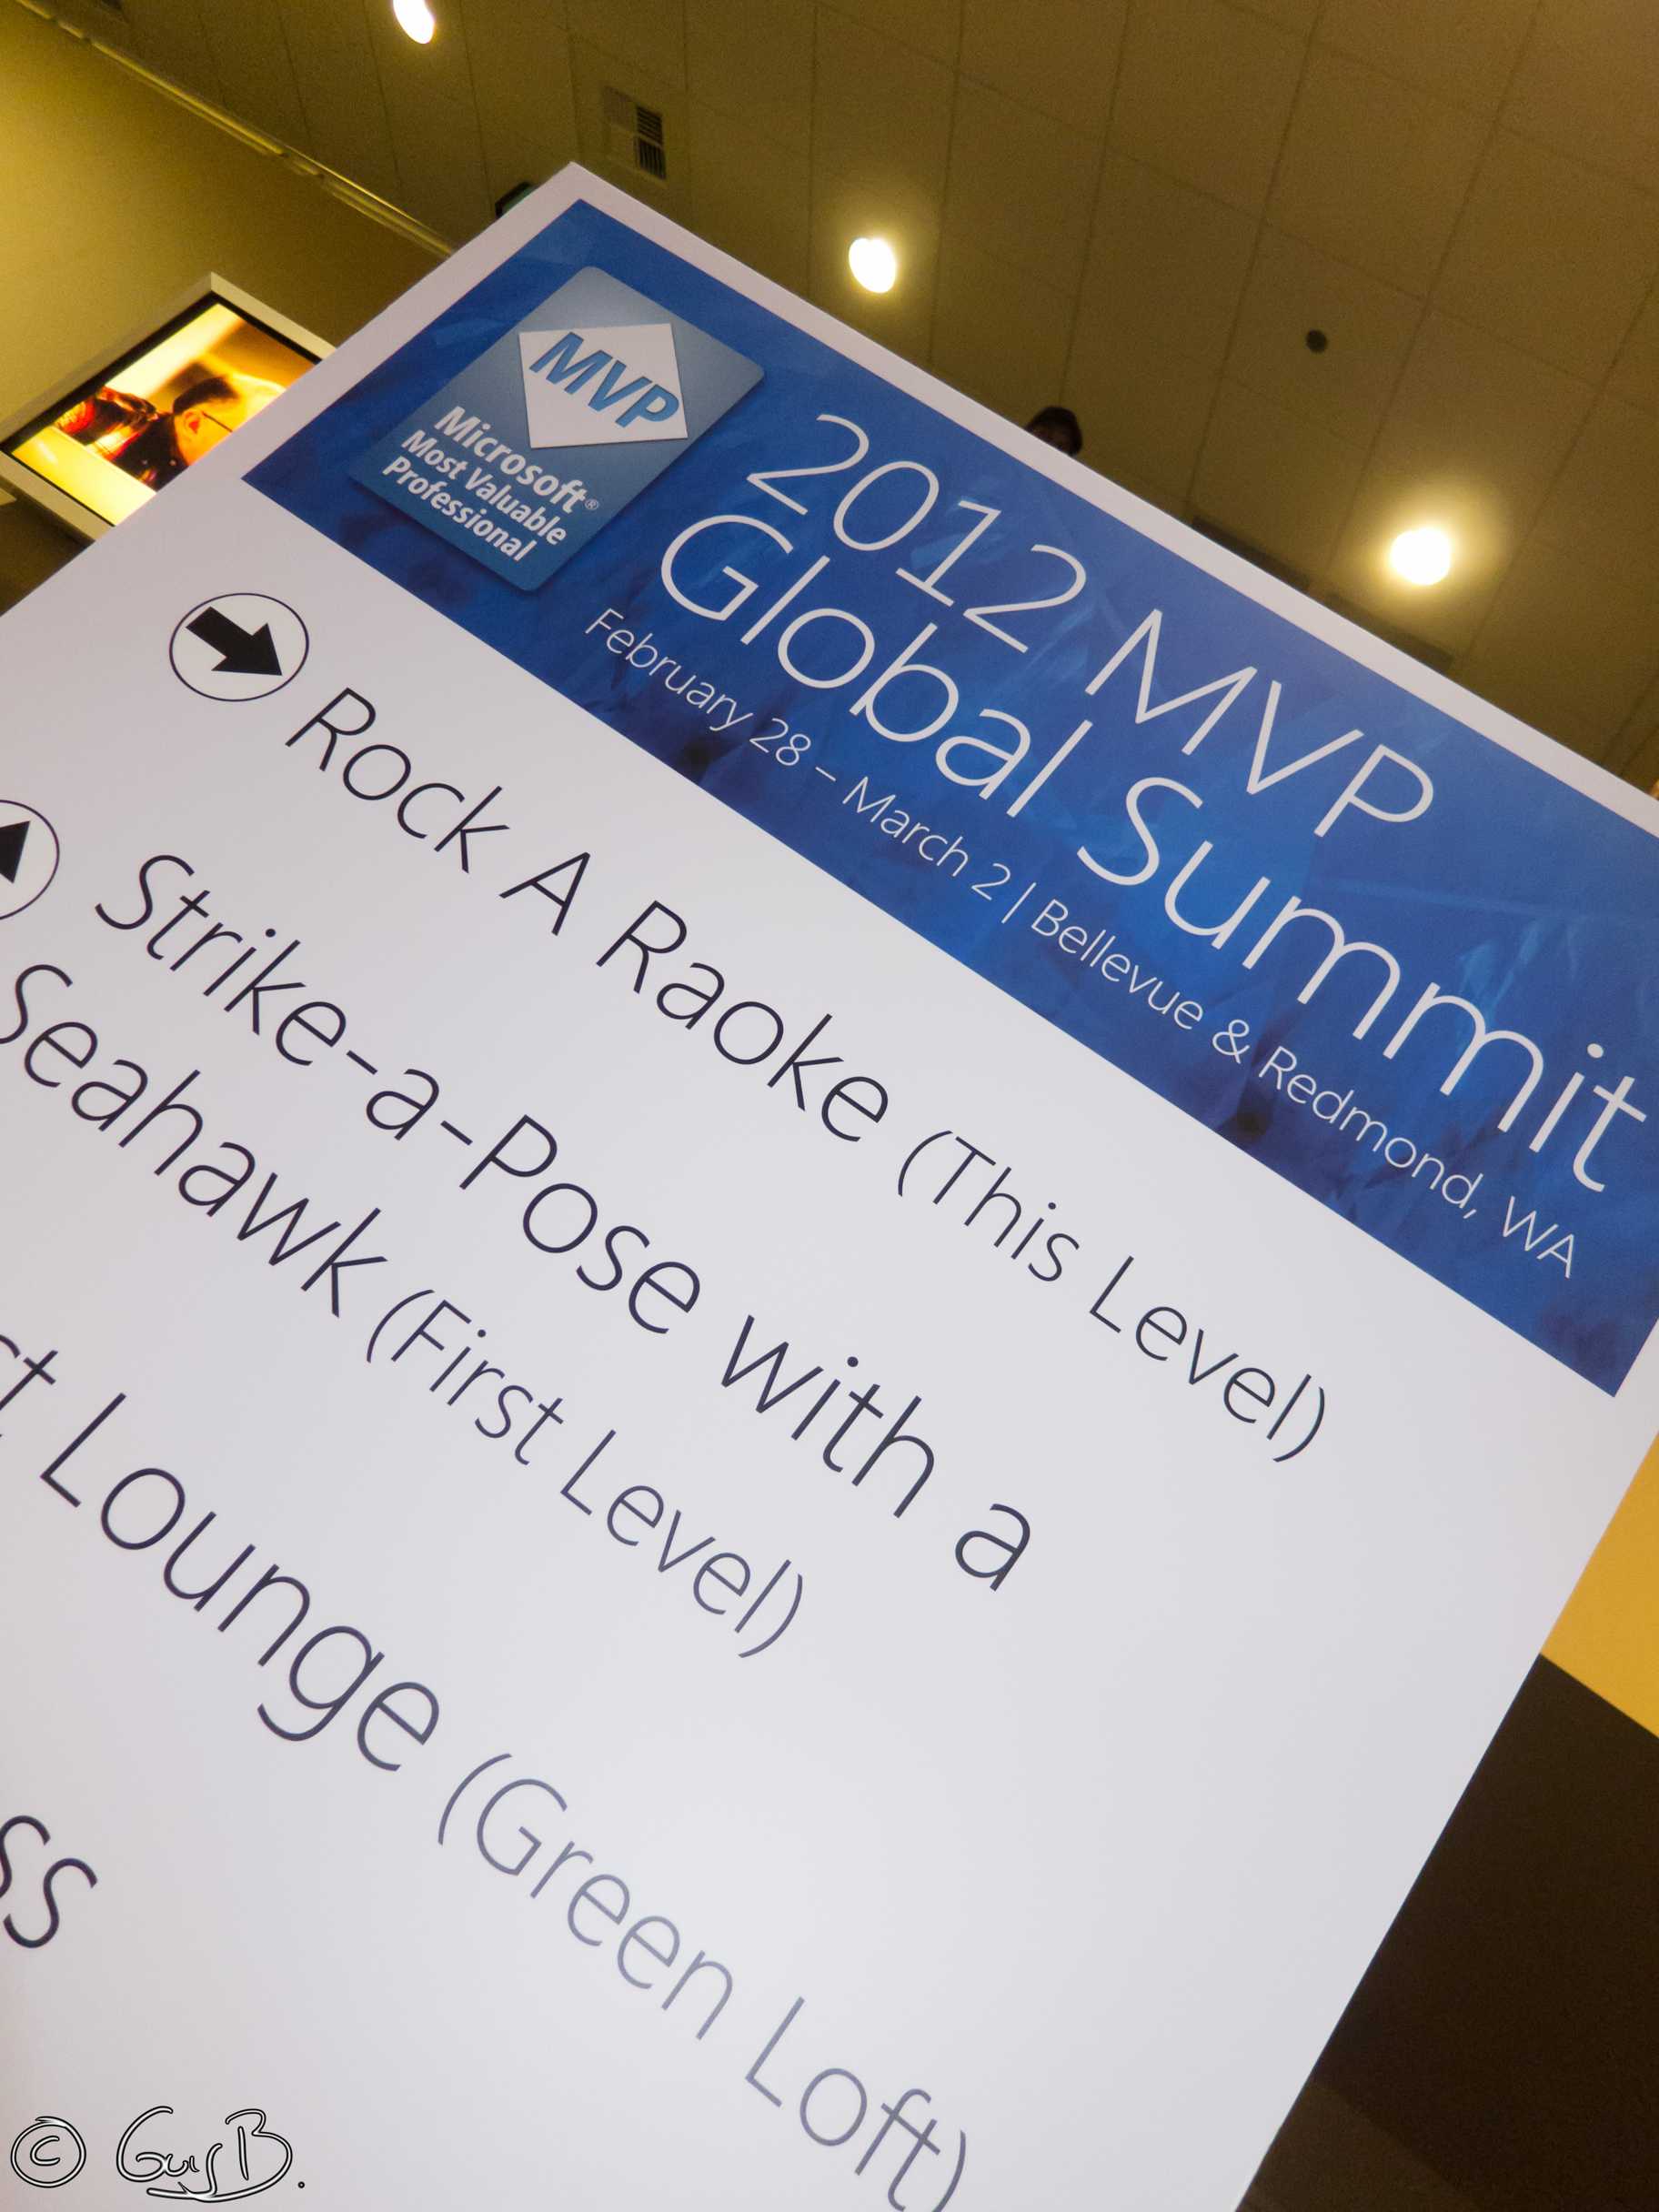 MVP
Microsoft®
Most Valuable
Professional
2012 MVP
Global Summit
February 28 – March 2 | Bellevue & Redmond, WA
Rock A Raoke (This Level)
Strike-a-Pose with a
Seahawk (First Level)
Lounge (Green Loft)
©